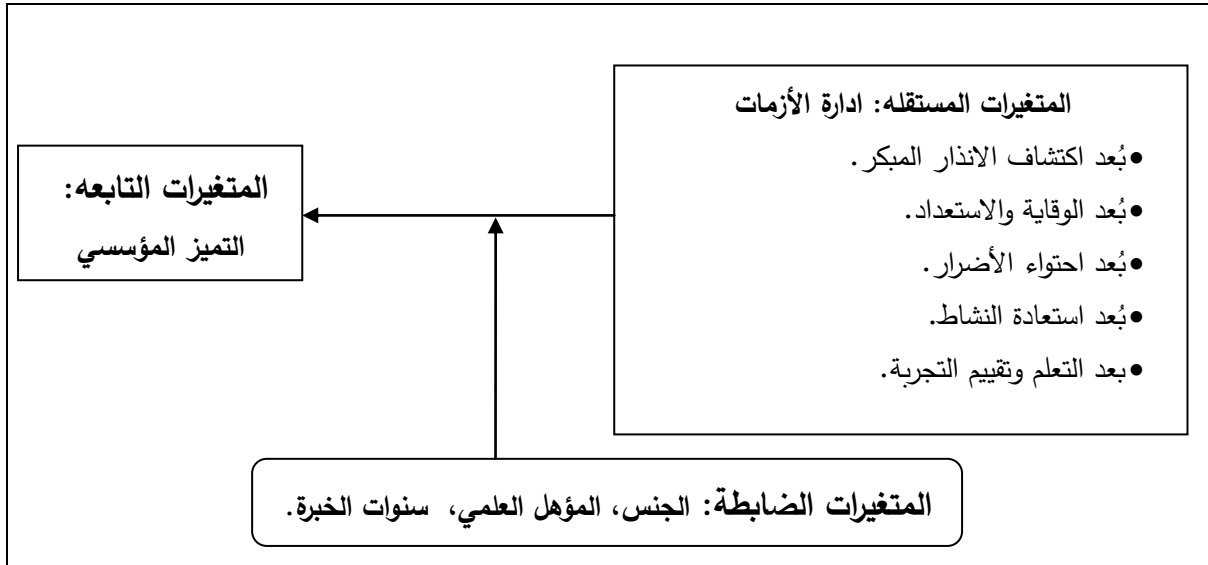 المتغيرات المستقله: ادارة الأزمات
•بُعد اكتشاف الانذار المبكر.
•بُعد الوقاية والاستعداد.
•بُعد احتواء الأضرار.
•بُعد استعادة النشاط.
•بعد التعلم وتقييم التجربة.
المتغيرات التابعه:
التميز المؤسسي
المتغيرات الضابطة: الجنس، المؤهل العلمي، سنوات الخبرة.